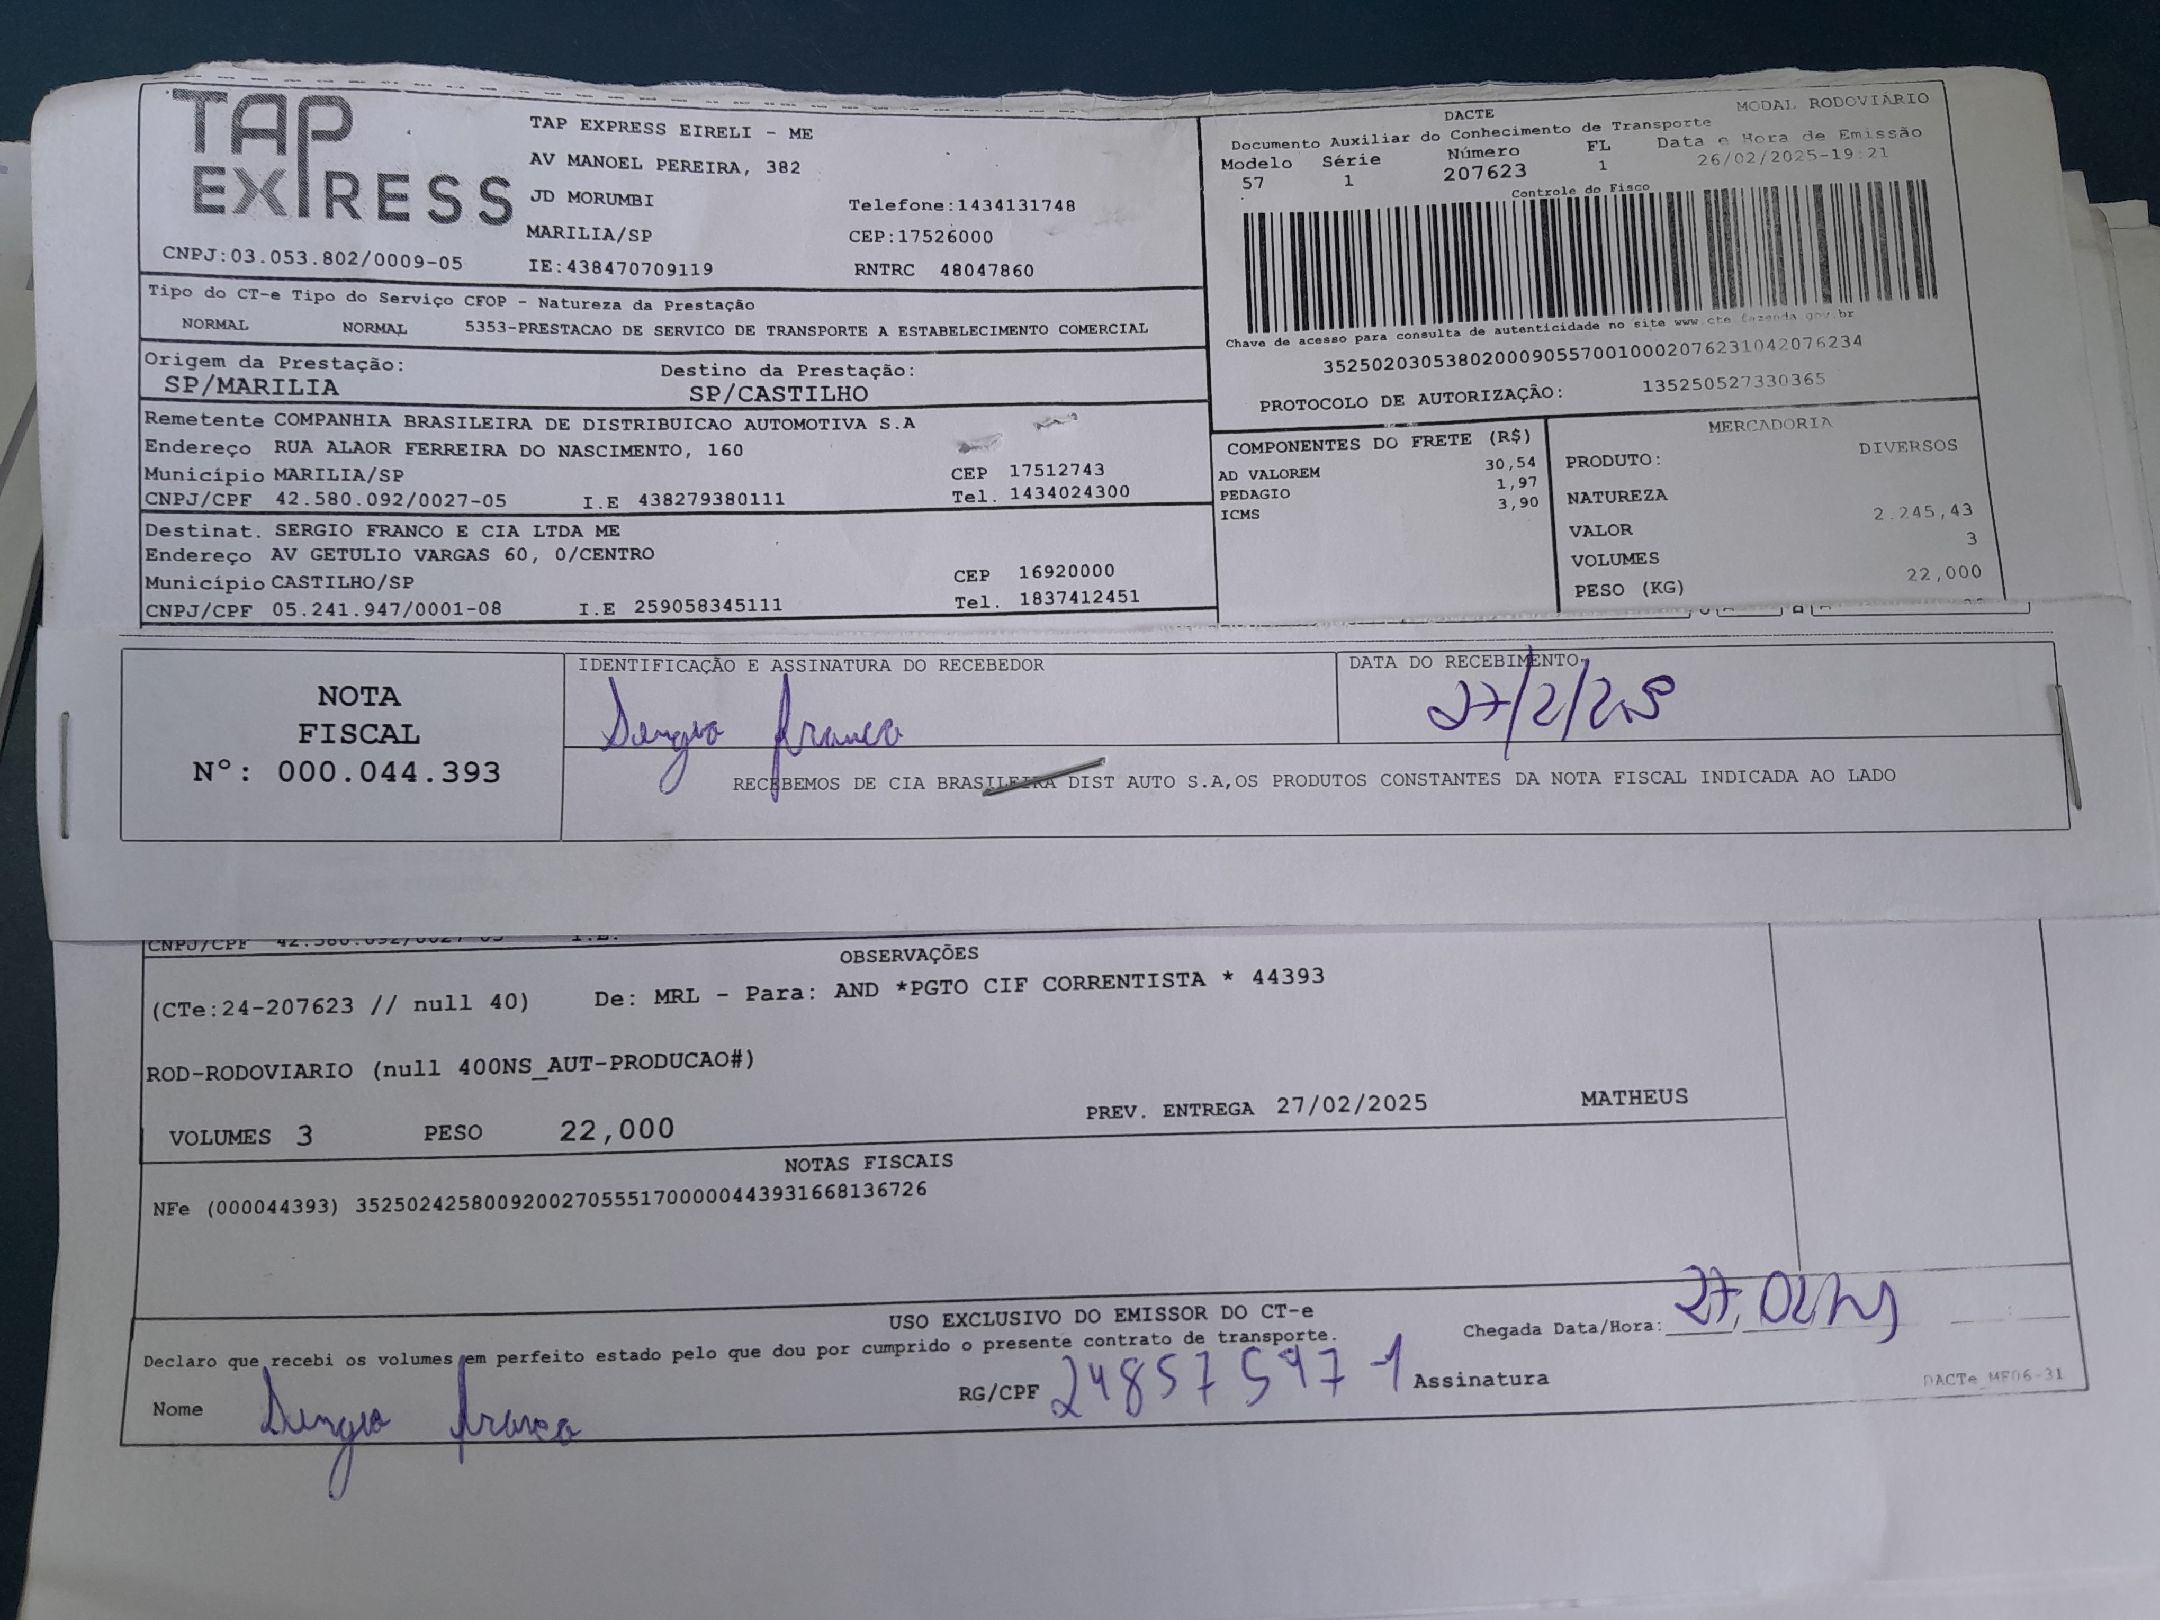 TAP EXPRESS
TAP EXPRESS EIRELI - ME
AV MANOEL PEREIRA, 382
JD MORUMBI
Telefone:1434131748
MARILIA/SP
CEP:17526000
CNPJ:03.053.802/0009-05
IE:438470709119
RNTRC 48047860
DACTE
MODAL RODOVIÁRIO
Documento Auxiliar do Conhecimento de Transporte
Modelo Série Número FL Data e Hora de Emissão
57 1 207623 1 26/02/2025-19:21
Controle do Fisco
Chave de acesso para consulta de autenticidade no site www.cte.fazenda.gov.br
35250203053802000905570010002076231042076234
PROTOCOLO DE AUTORIZAÇÃO: 135250527330365
Tipo do CT-e Tipo do Serviço CFOP - Natureza da Prestação
NORMAL NORMAL 5353-PRESTACAO DE SERVICO DE TRANSPORTE A ESTABELECIMENTO COMERCIAL
Origem da Prestação: Destino da Prestação:
SP/MARILIA SP/CASTILHO
Remetente COMPANHIA BRASILEIRA DE DISTRIBUICAO AUTOMOTIVA S.A
Endereço RUA ALAOR FERREIRA DO NASCIMENTO, 160
Município MARILIA/SP CEP 17512743
CNPJ/CPF 42.580.092/0027-05 I.E 438279380111 Tel. 1434024300
Destinat. SERGIO FRANCO E CIA LTDA ME
Endereço AV GETULIO VARGAS 60, 0/CENTRO
Município CASTILHO/SP CEP 16920000
CNPJ/CPF 05.241.947/0001-08 I.E 259058345111 Tel. 1837412451
COMPONENTES DO FRETE (R$)
AD VALOREM 30,54
PEDAGIO 1,97
ICMS 3,90
MERCADORIA
PRODUTO: DIVERSOS
NATUREZA
VALOR 2.245,43
VOLUMES 3
PESO (KG) 22,000
NOTA
FISCAL
N°: 000.044.393
IDENTIFICAÇÃO E ASSINATURA DO RECEBEDOR
Sergio Franco
DATA DO RECEBIMENTO
27/2/25
RECEBEMOS DE CIA BRASILEIRA DIST AUTO S.A,OS PRODUTOS CONSTANTES DA NOTA FISCAL INDICADA AO LADO
CNPJ/CPF 42.580.092/0027-05 I.E.
OBSERVAÇÕES
(CTe:24-207623 // null 40) De: MRL - Para: AND *PGTO CIF CORRENTISTA * 44393
ROD-RODOVIARIO (null 400NS_AUT-PRODUCAO#)
VOLUMES 3 PESO 22,000 PREV. ENTREGA 27/02/2025 MATHEUS
NOTAS FISCAIS
NFe (000044393) 35250242580092002705551700000443931668136726
USO EXCLUSIVO DO EMISSOR DO CT-e
Declaro que recebi os volumes em perfeito estado pelo que dou por cumprido o presente contrato de transporte.
Chegada Data/Hora: 27,02
Nome Sergio Franco RG/CPF 24857597 1 Assinatura
DACTe MF06-31